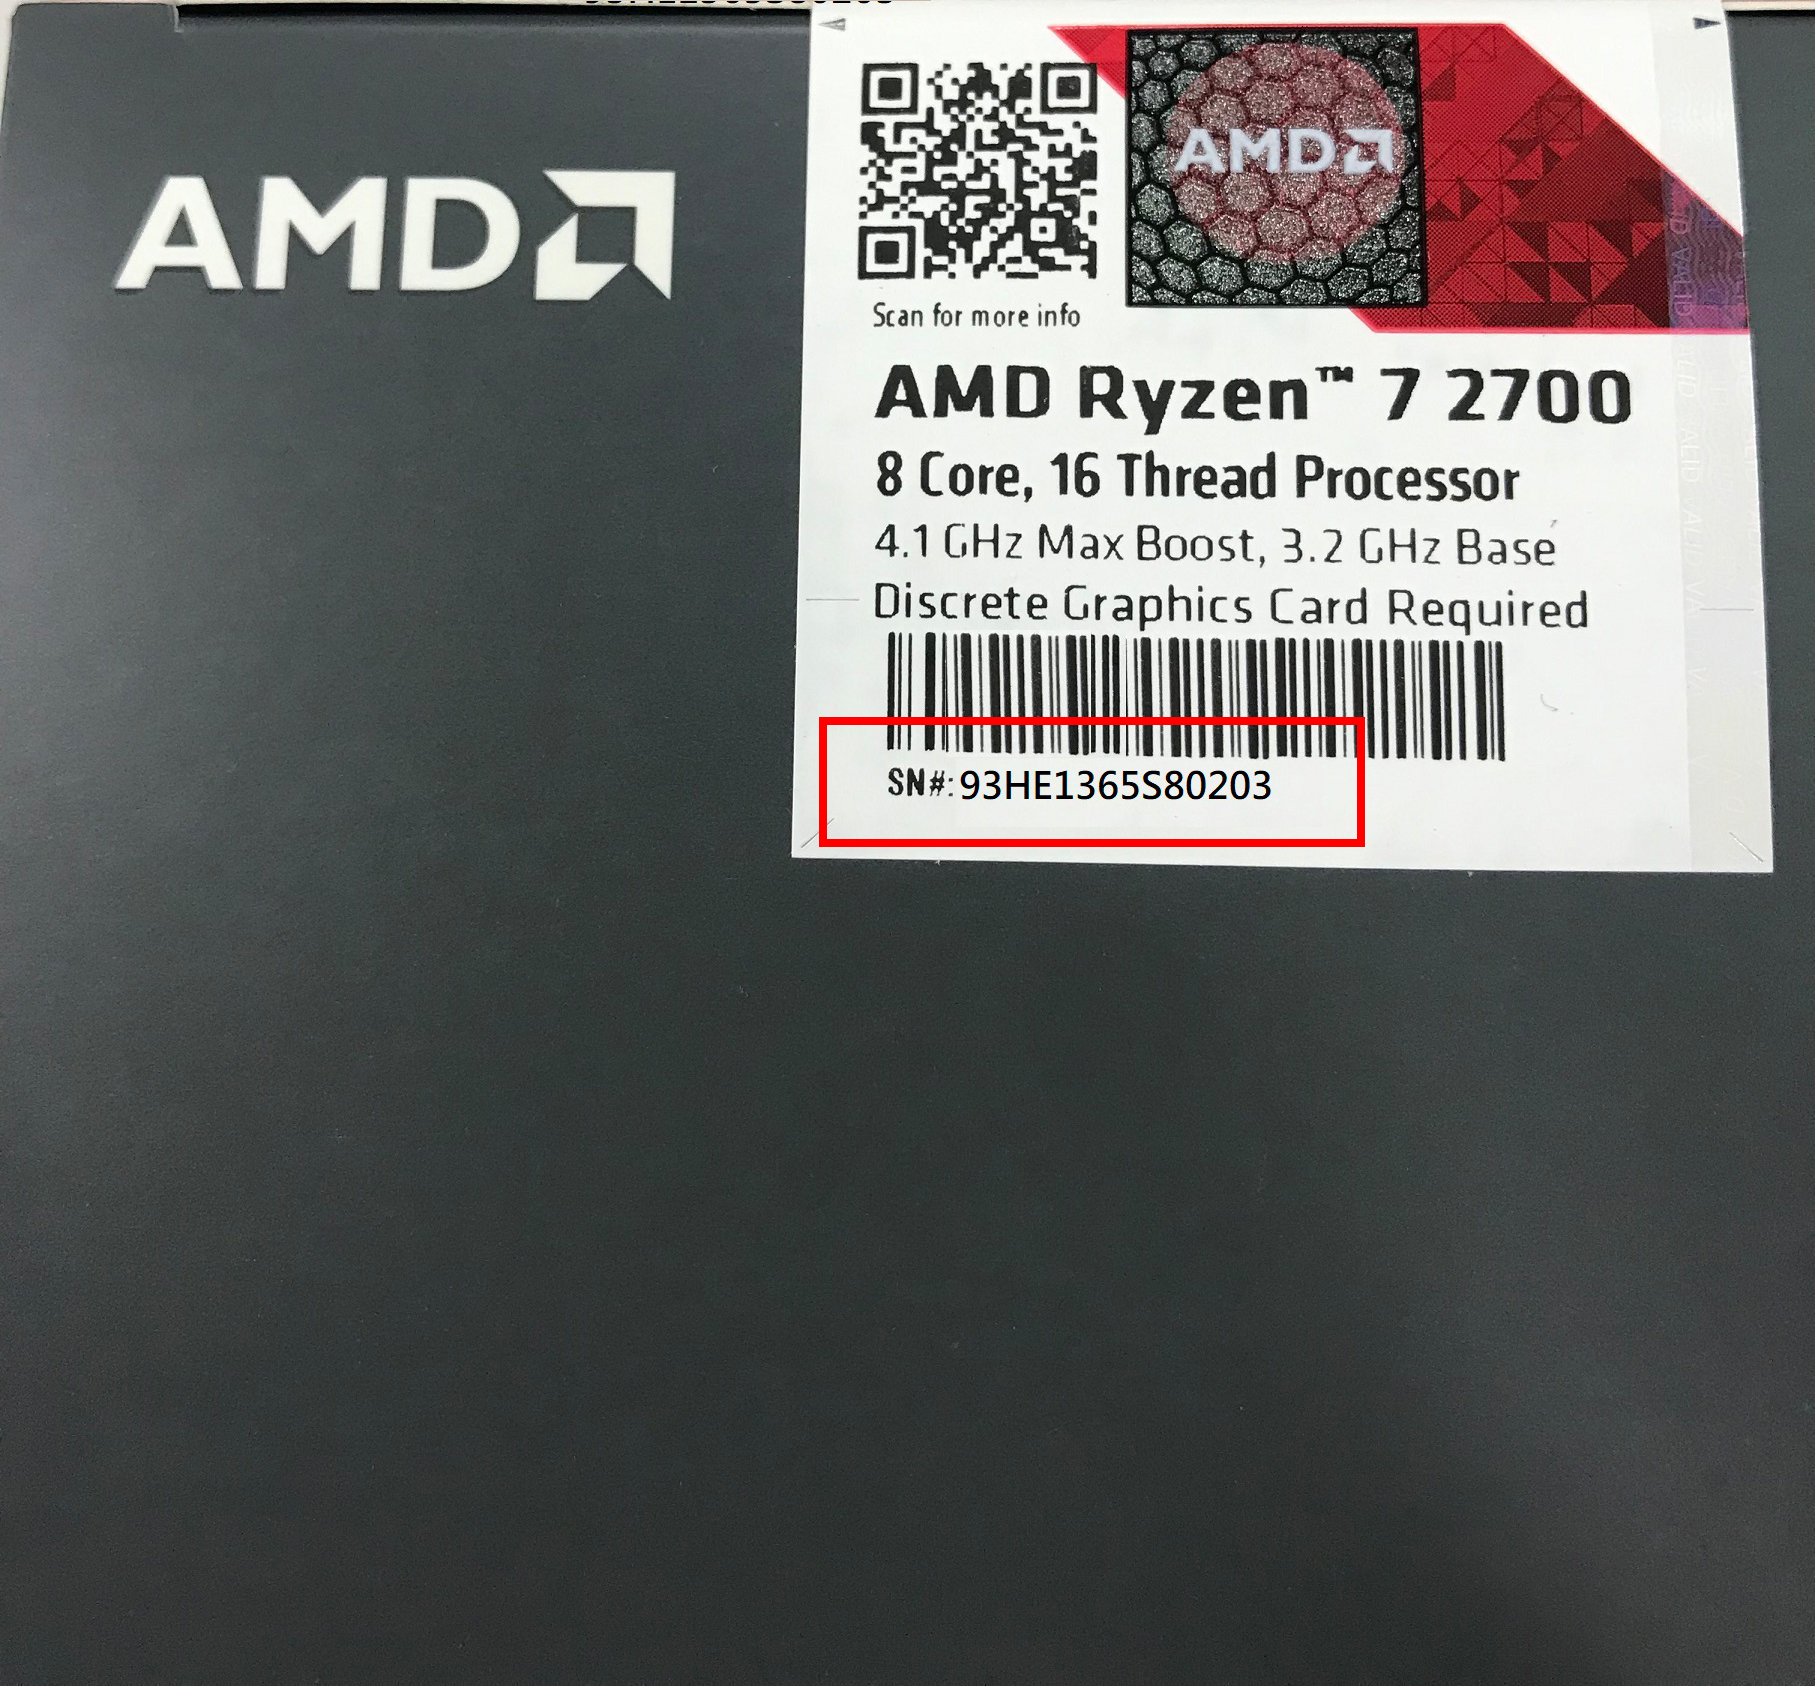 AMD
AMD
Scan for more info
AMD Ryzen™ 7 2700
8 Core, 16 Thread Processor
4.1 GHz Max Boost, 3.2 GHz Base
Discrete Graphics Card Required
SN#: 93HE1365S80203